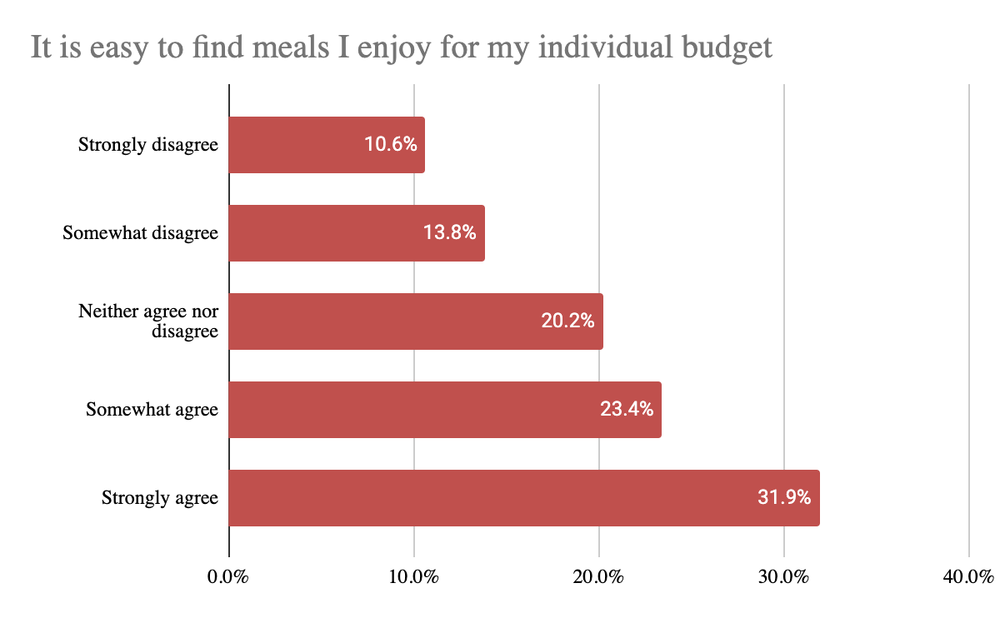 It is easy to find meals I enjoy for my individual budget
Strongly disagree
10.6%
Somewhat disagree
13.8%
Neither agree nor
disagree
20.2%
Somewhat agree
23.4%
Strongly agree
31.9%
0.0%
10.0%
20.0%
30.0%
40.0%